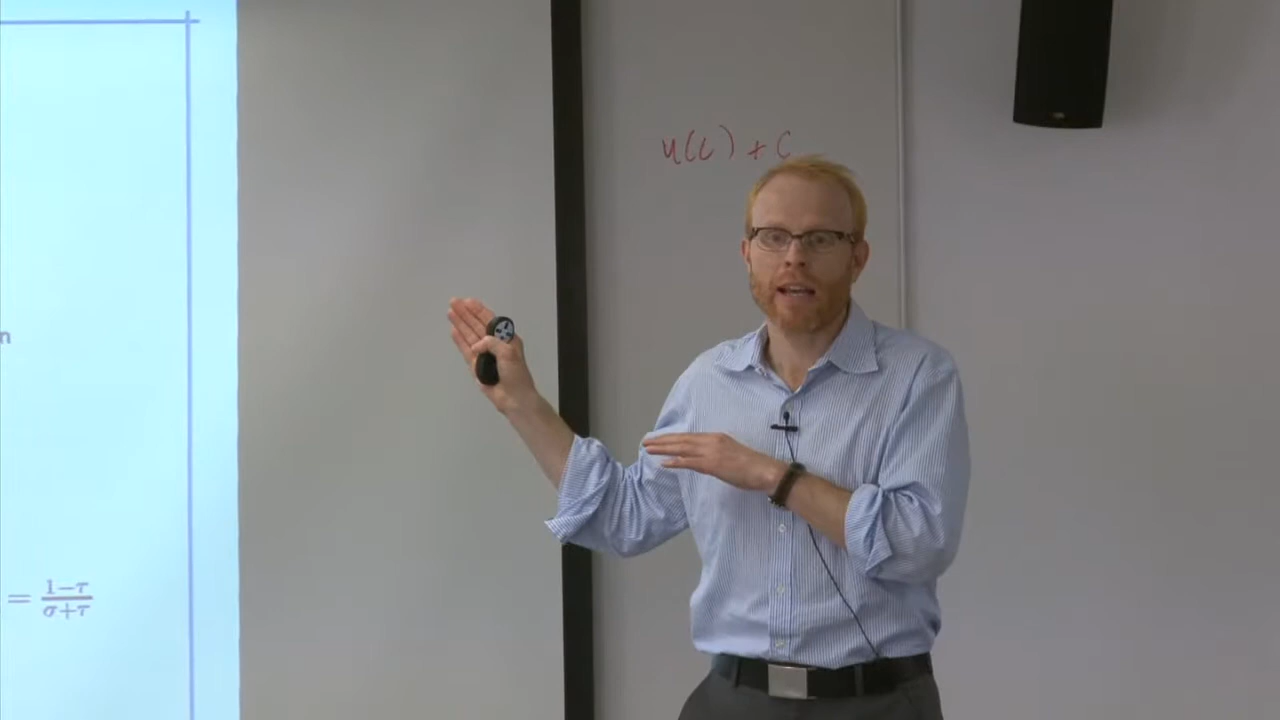 u(c) + c
n
= 1-τ / σ+τ